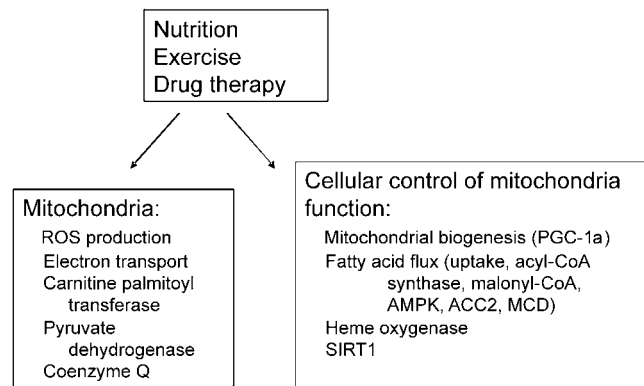 Nutrition
Exercise
Drug therapy
Mitochondria:
ROS production
Electron transport
Carnitine palmitoyl
transferase
Pyruvate
dehydrogenase
Coenzyme Q
Cellular control of mitochondria
function:
Mitochondrial biogenesis (PGC-1a)
Fatty acid flux (uptake, acyl-CoA
synthase, malonyl-CoA,
AMPK, ACC2, MCD)
Heme oxygenase
SIRT1